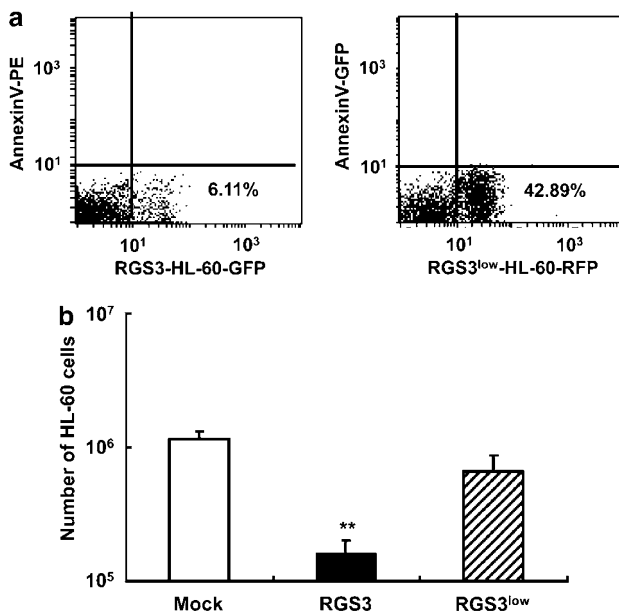 a
AnnexinV-PE
10³
10¹
6.11%
10¹ 10³
RGS3-HL-60-GFP
AnnexinV-GFP
10³
10¹
42.89%
10¹ 10³
RGS3ˡᵒʷ-HL-60-RFP
b
Number of HL-60 cells
10⁷
10⁶
10⁵
**
Mock RGS3 RGS3ˡᵒʷ